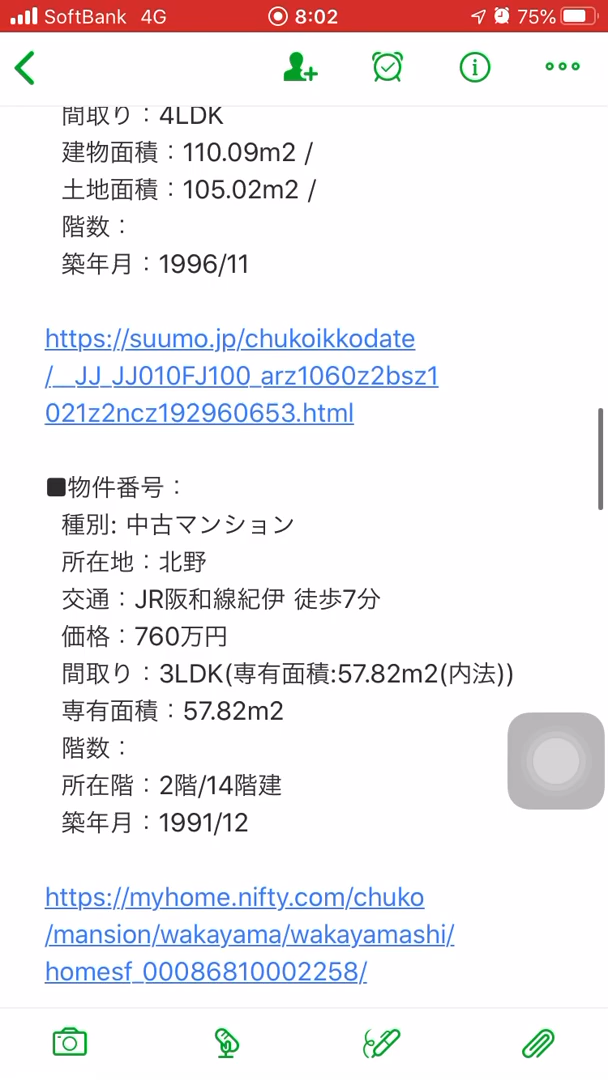 SoftBank 4G 8:02 75%
間取り：4LDK
建物面積：110.09m2 /
土地面積：105.02m2 /
階数：
築年月：1996/11
https://suumo.jp/chukoikkodate
/__JJ_JJ010FJ100_arz1060z2bsz1
021z2ncz192960653.html
■物件番号：
種別: 中古マンション
所在地：北野
交通：JR阪和線紀伊 徒歩7分
価格：760万円
間取り：3LDK(専有面積:57.82m2(内法))
専有面積：57.82m2
階数：
所在階：2階/14階建
築年月：1991/12
https://myhome.nifty.com/chuko
/mansion/wakayama/wakayamashi/
homesf_00086810002258/